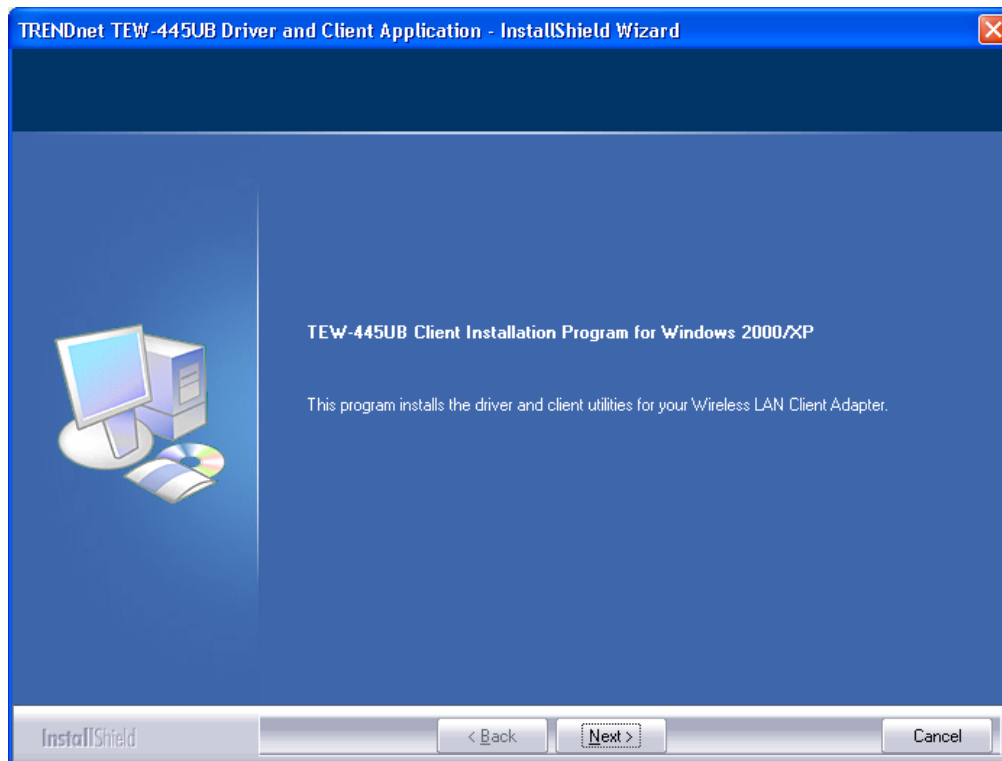 TRENDnet TEW-445UB Driver and Client Application - InstallShield Wizard
TEW-445UB Client Installation Program for Windows 2000/XP
This program installs the driver and client utilities for your Wireless LAN Client Adapter.
InstallShield
< Back
Next >
Cancel